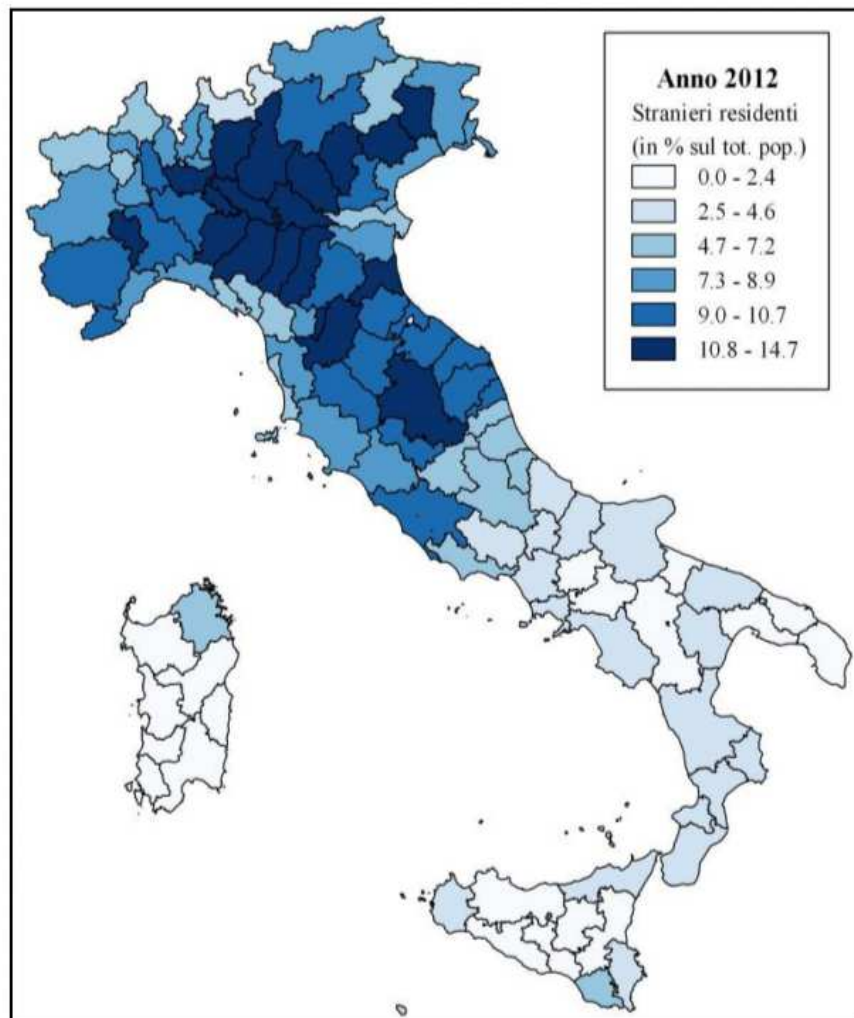 Anno 2012
Stranieri residenti
(in % sul tot. pop.)
0.0 - 2.4
2.5 - 4.6
4.7 - 7.2
7.3 - 8.9
9.0 - 10.7
10.8 - 14.7